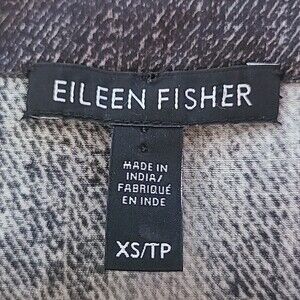 EILEEN FISHER
MADE IN
INDIA/
FABRIQUÉ
EN INDE
XS/TP